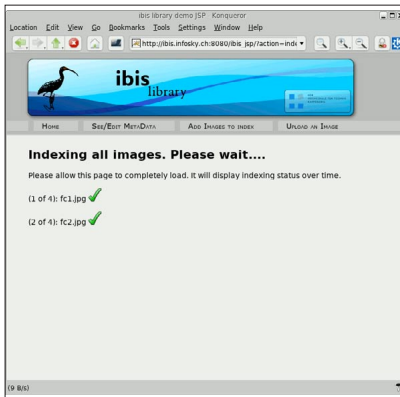 ibis library demo JSP - Konqueror
Location Edit View Go Bookmarks Tools Settings Window Help
http://ibis.infosky.ch:8080/ibis_jsp/?action=inde
ibis
library
Home See/Edit MetaData Add Images to index Upload an Image
Indexing all images. Please wait....
Please allow this page to completely load. It will display indexing status over time.
(1 of 4): fc1.jpg
(2 of 4): fc2.jpg
(9 B/s)